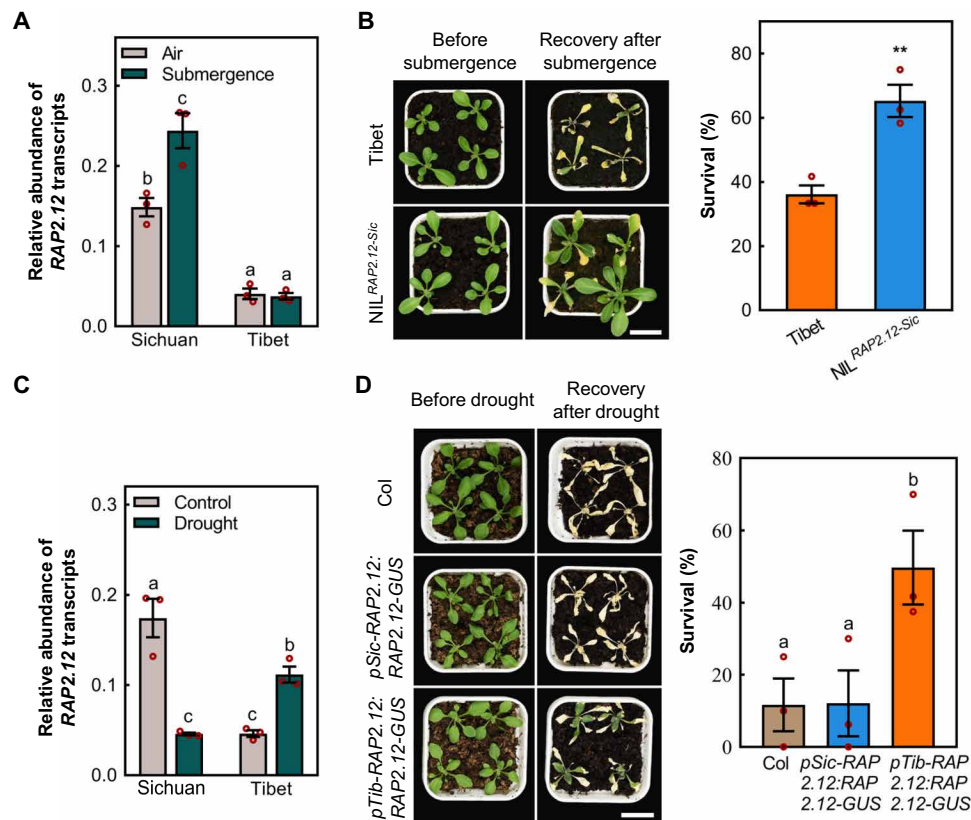 A
Relative abundance of
RAP2.12 transcripts
0.3
0.2
0.1
0.0
Air
Submergence
b
c
a
a
Sichuan
Tibet
B
Before
submergence
Recovery after
submergence
Tibet
NIL RAP2.12-Sic
Survival (%)
80
60
40
20
0
**
Tibet
NIL RAP2.12-Sic
C
Relative abundance of
RAP2.12 transcripts
0.3
0.2
0.1
0.0
Control
Drought
a
c
c
b
Sichuan
Tibet
D
Before drought
Recovery
after drought
Col
pSic-RAP2.12:
RAP2.12-GUS
pTib-RAP2.12:
RAP2.12-GUS
Survival (%)
80
60
40
20
0
a
a
b
Col
pSic-RAP
2.12:RAP
2.12-GUS
pTib-RAP
2.12:RAP
2.12-GUS